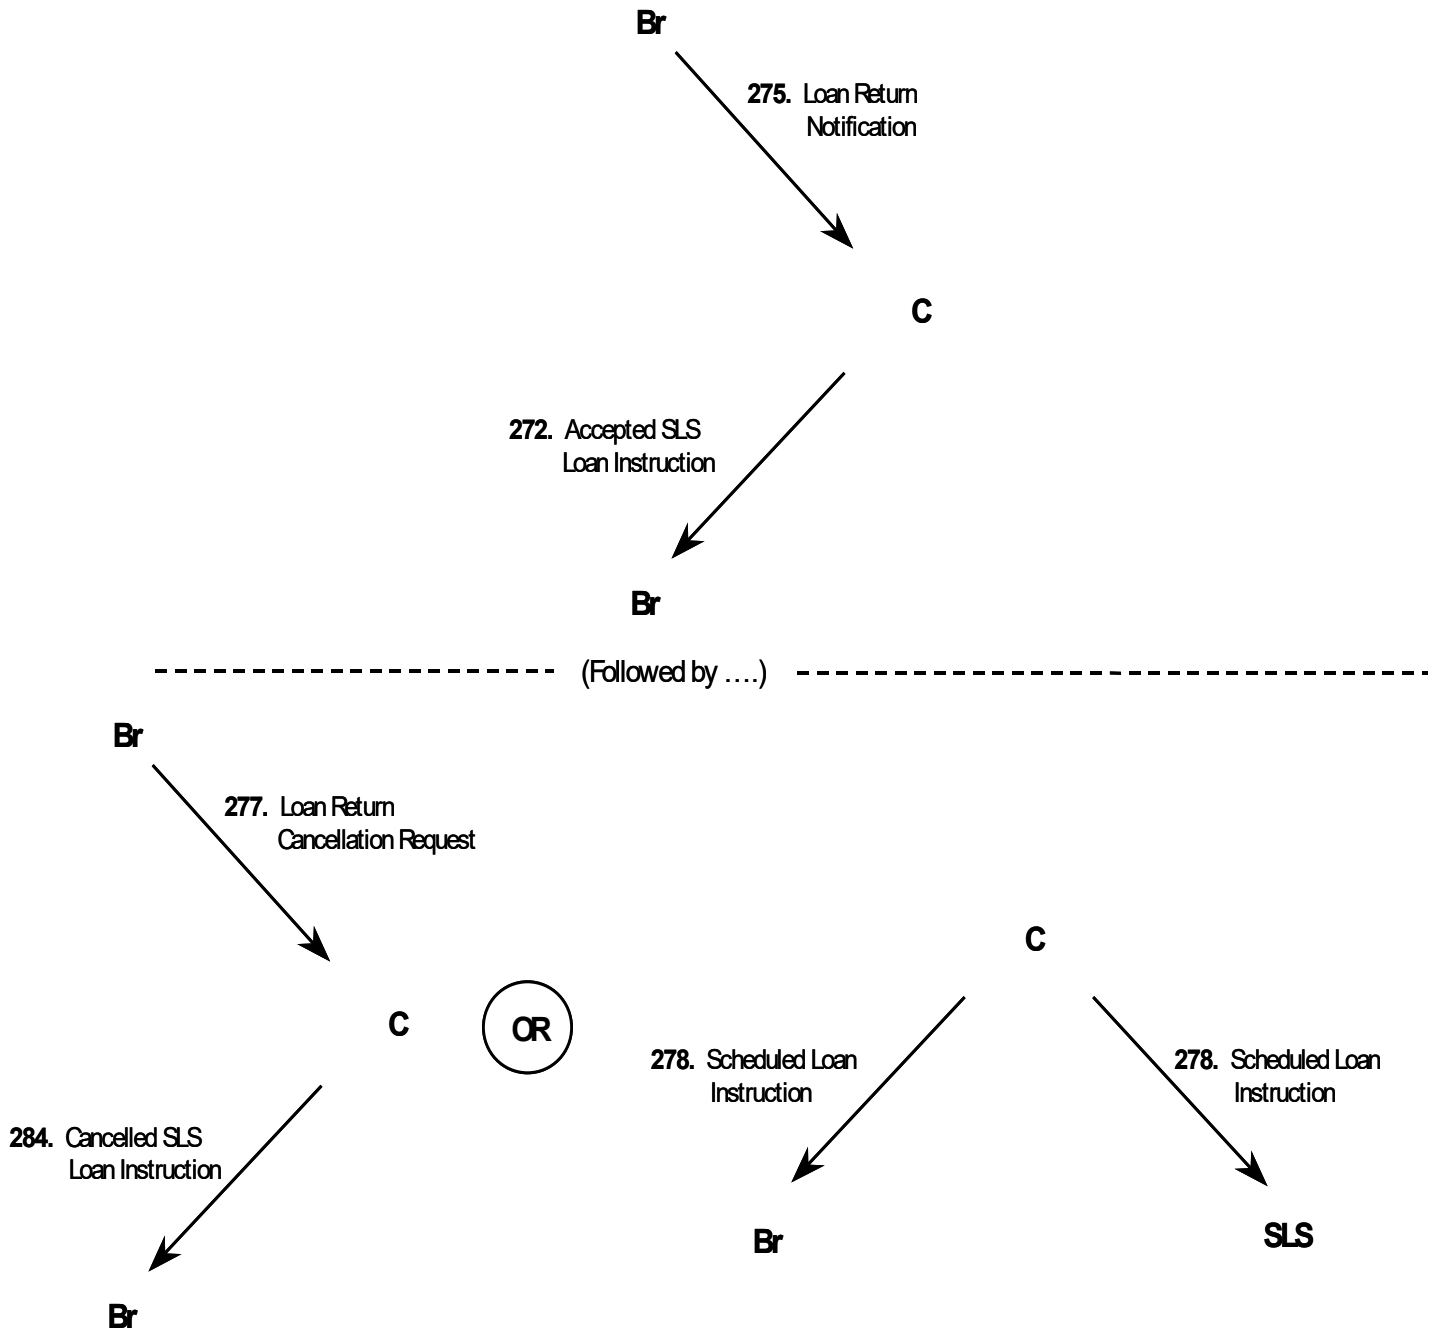 Br
275. Loan Return
Notification
C
272. Accepted SLS
Loan Instruction
Br
(Followed by ....)
Br
277. Loan Return
Cancellation Request
C
OR
284. Cancelled SLS
Loan Instruction
Br
C
278. Scheduled Loan
Instruction
278. Scheduled Loan
Instruction
Br
SLS